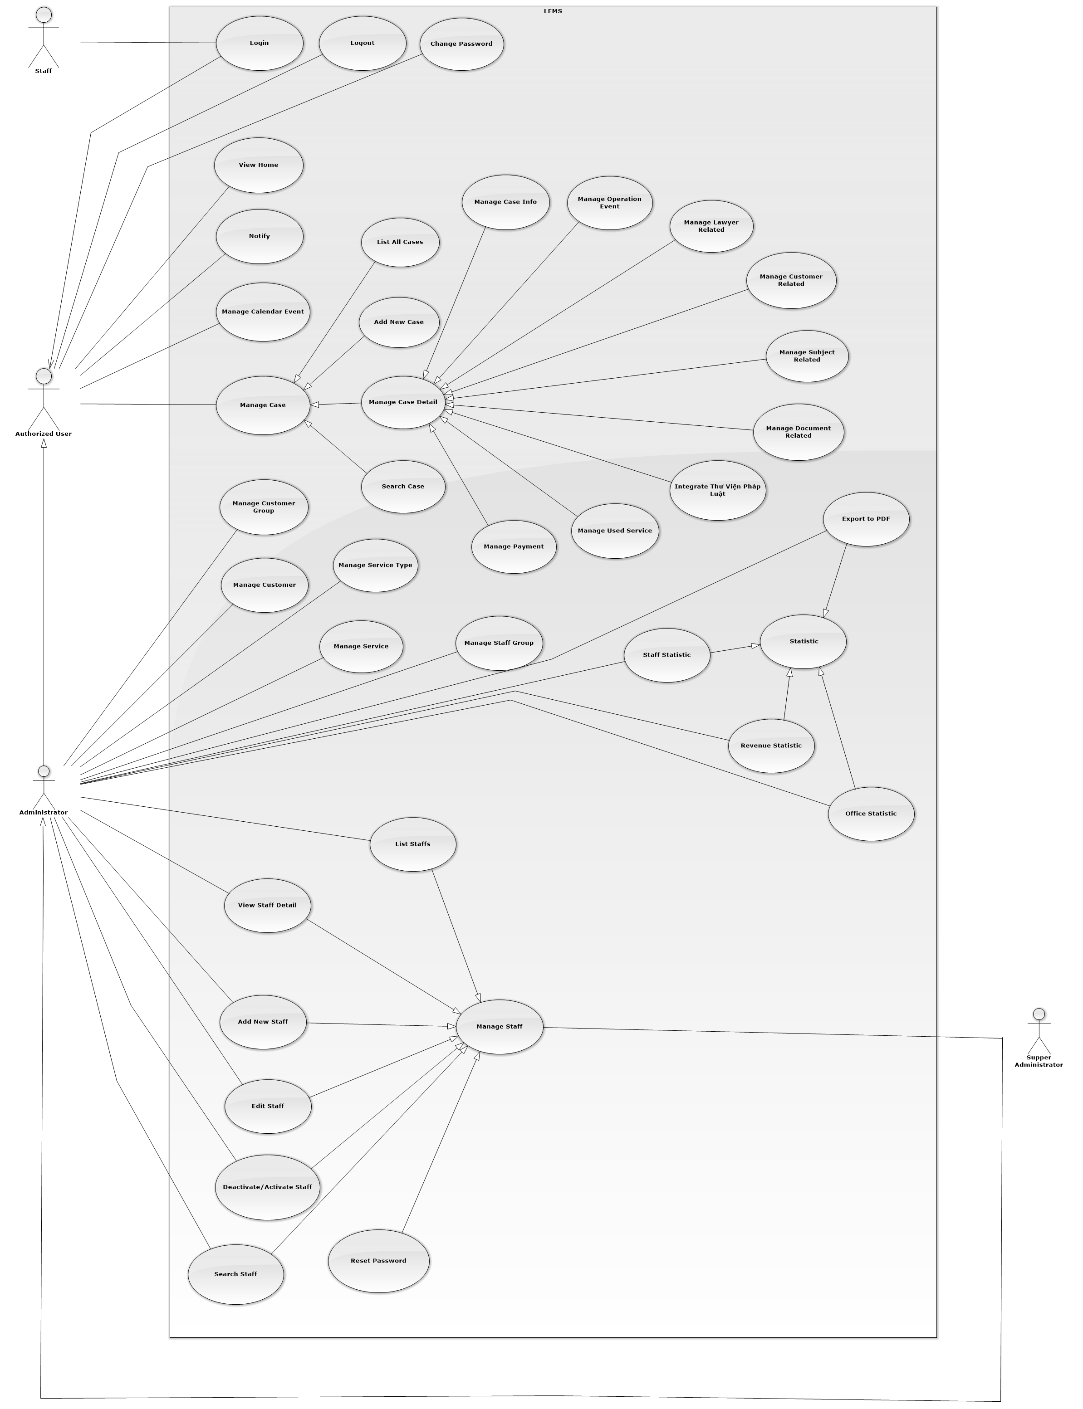 LFMS
Staff
Login
Logout
Change Password
View Home
Notify
Manage Calendar Event
List All Cases
Add New Case
Manage Case
Manage Case Detail
Search Case
Manage Case Info
Manage Operation
Event
Manage Lawyer
Related
Manage Customer
Related
Manage Subject
Related
Manage Document
Related
Integrate Thư Viện Pháp
Luật
Manage Used Service
Manage Payment
Authorized User
Manage Customer
Group
Manage Customer
Manage Service Type
Manage Service
Manage Staff Group
Export to PDF
Statistic
Staff Statistic
Revenue Statistic
Office Statistic
Administrator
List Staffs
View Staff Detail
Add New Staff
Manage Staff
Edit Staff
Deactivate/Activate Staff
Search Staff
Reset Password
Supper
Administrator